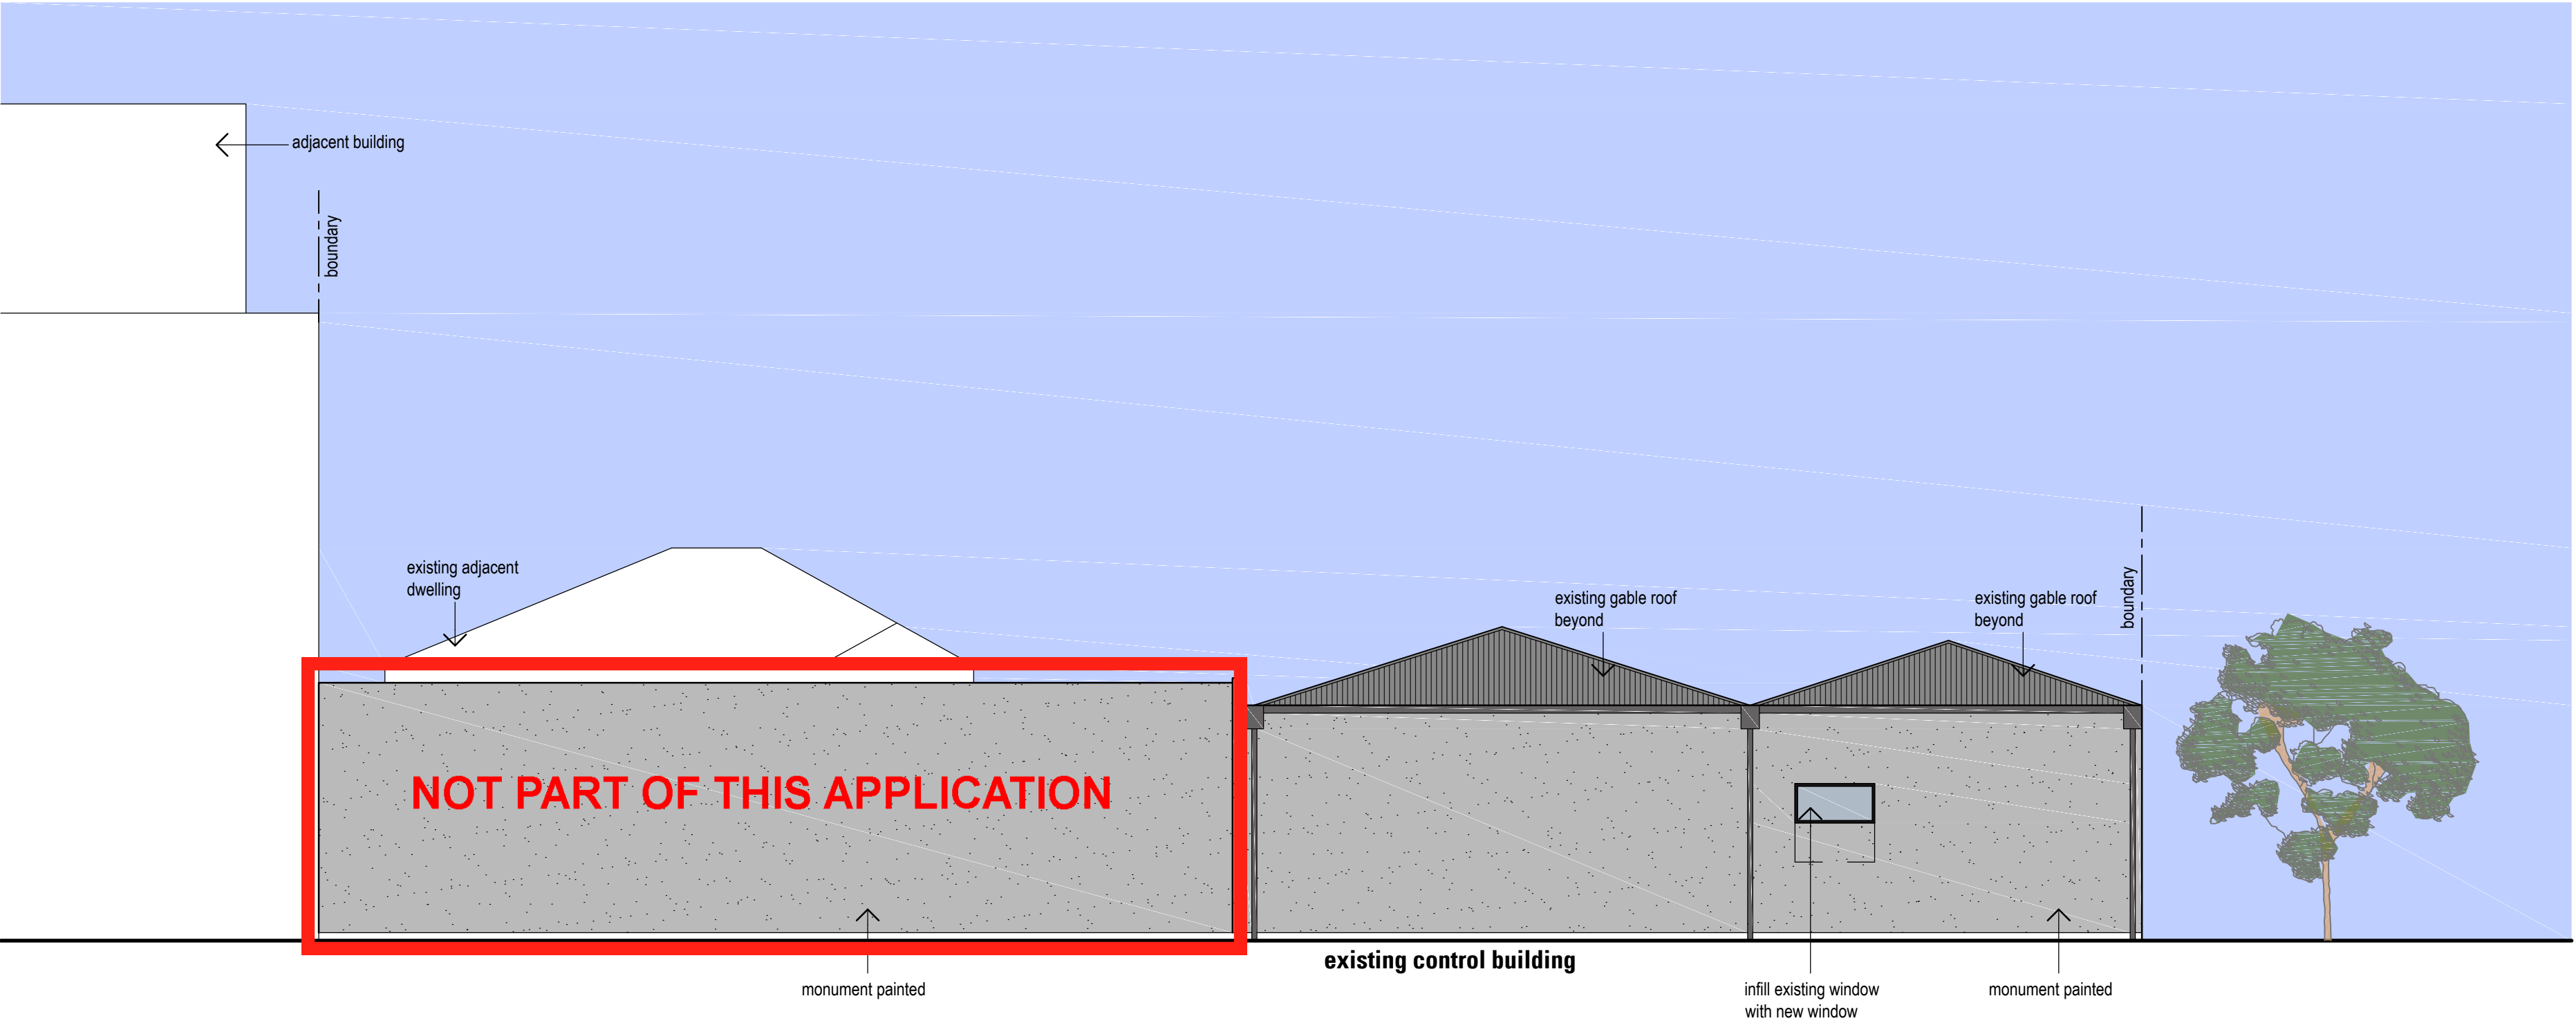 adjacent building
boundary
existing adjacent
dwelling
existing gable roof
beyond
existing gable roof
beyond
boundary
NOT PART OF THIS APPLICATION
existing control building
monument painted
infill existing window
with new window
monument painted